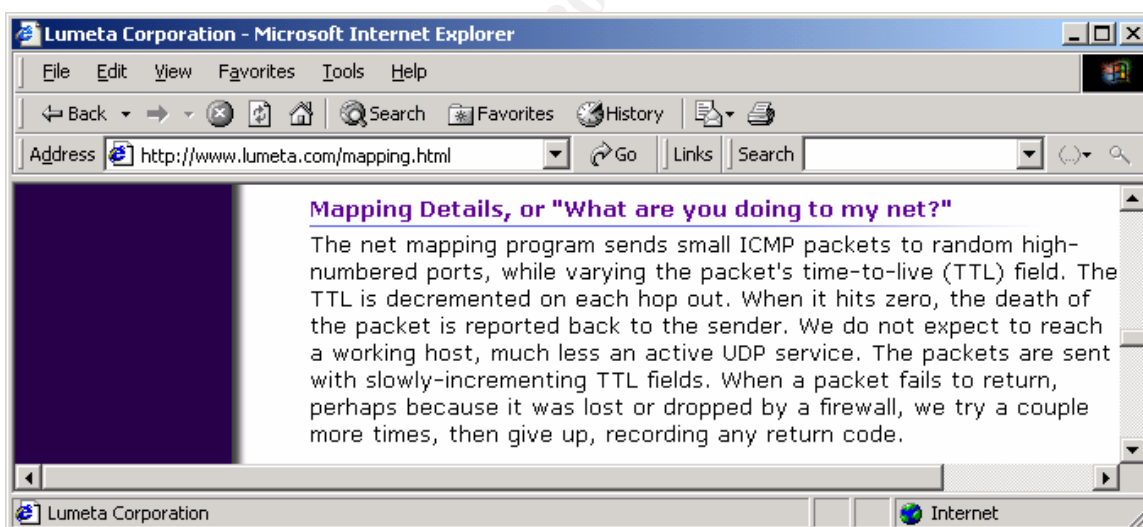 Lumeta Corporation - Microsoft Internet Explorer
File Edit View Favorites Tools Help
Back Search Favorites History
Address http://www.lumeta.com/mapping.html Go Links Search
Mapping Details, or "What are you doing to my net?"
The net mapping program sends small ICMP packets to random high-
numbered ports, while varying the packet's time-to-live (TTL) field. The
TTL is decremented on each hop out. When it hits zero, the death of
the packet is reported back to the sender. We do not expect to reach
a working host, much less an active UDP service. The packets are sent
with slowly-incrementing TTL fields. When a packet fails to return,
perhaps because it was lost or dropped by a firewall, we try a couple
more times, then give up, recording any return code.
Lumeta Corporation Internet